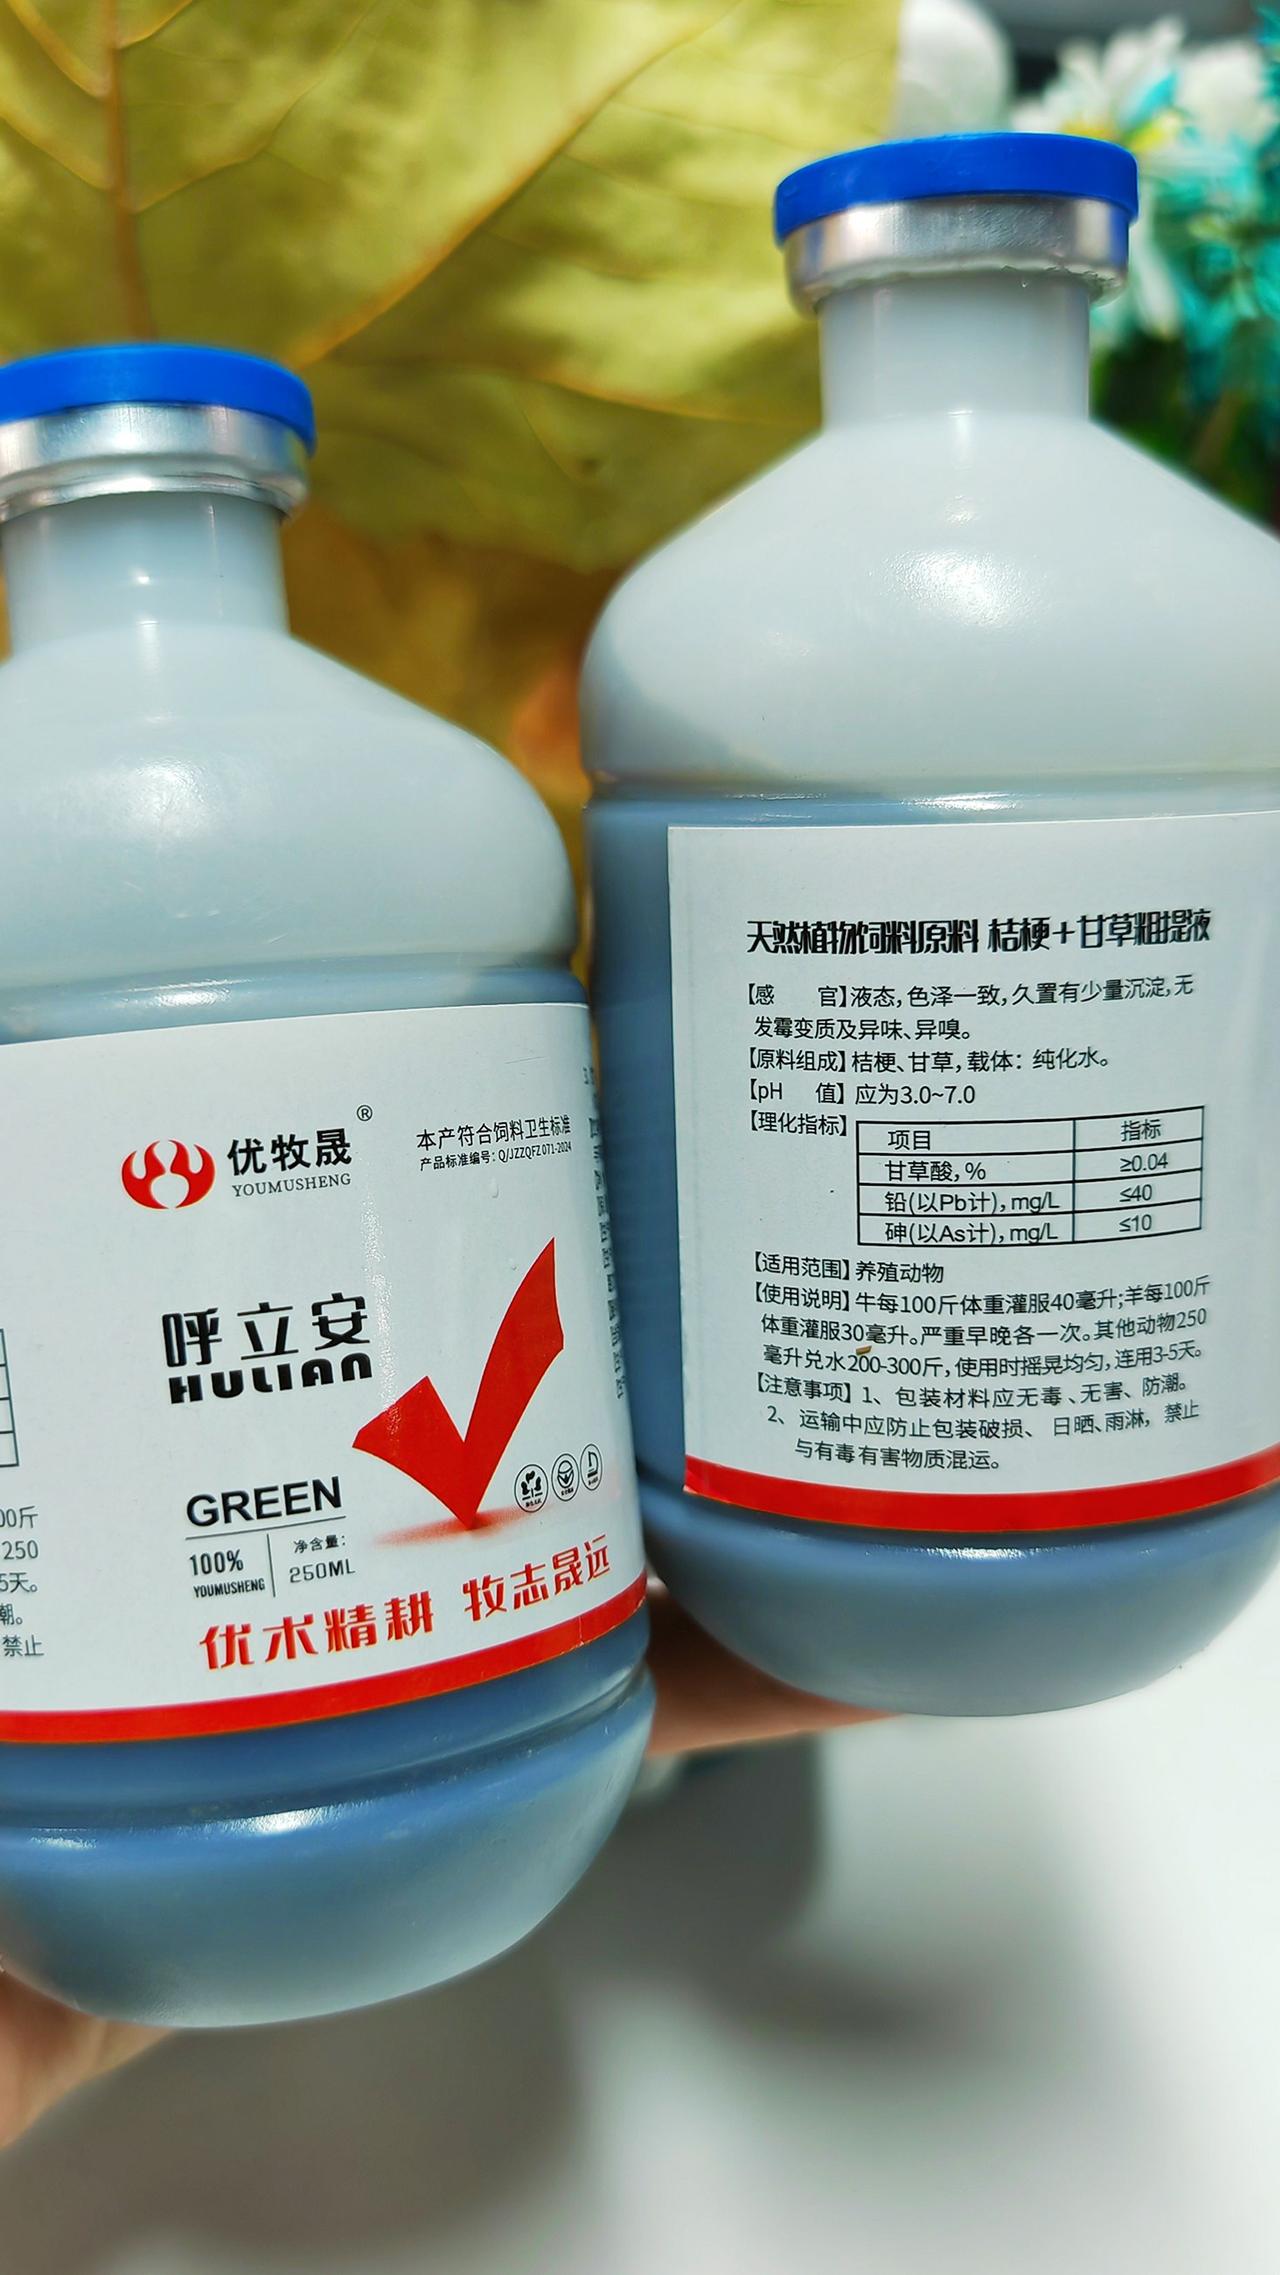 优牧晟®
YOUMUSHENG
本产符合饲料卫生标准
产品标准编号: Q/JZZQFZ 071-2024
呼立安
HULIAN
GREEN
100%
YOUMUSHENG
净含量:
250ML
优术精耕 牧志晟远
00斤
250
5天。
潮。
禁止
天然植物饲料原料 桔梗+甘草粗提液
【感 官】液态,色泽一致,久置有少量沉淀,无
发霉变质及异味、异嗅。
【原料组成】桔梗、甘草,载体:纯化水。
【pH 值】应为3.0~7.0
【理化指标】
项目 指标
甘草酸,% ≥0.04
铅(以Pb计),mg/L ≤40
砷(以As计),mg/L ≤10
【适用范围】养殖动物
【使用说明】牛每100斤体重灌服40毫升;羊每100斤
体重灌服30毫升。严重早晚各一次。其他动物250
毫升兑水200-300斤,使用时摇晃均匀,连用3-5天。
【注意事项】1、包装材料应无毒、无害、防潮。
2、运输中应防止包装破损、日晒、雨淋,禁止
与有毒有害物质混运。